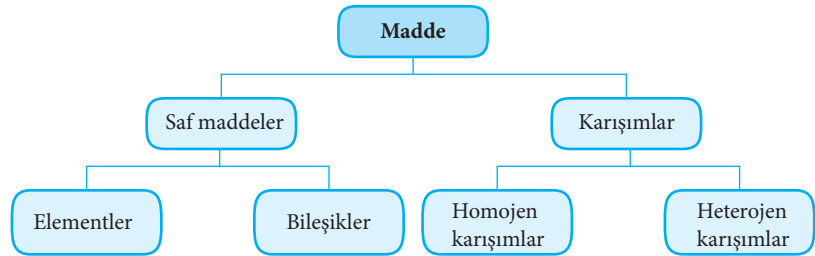 Madde
Saf maddeler
Karışımlar
Elementler
Bileşikler
Homojen
karışımlar
Heterojen
karışımlar